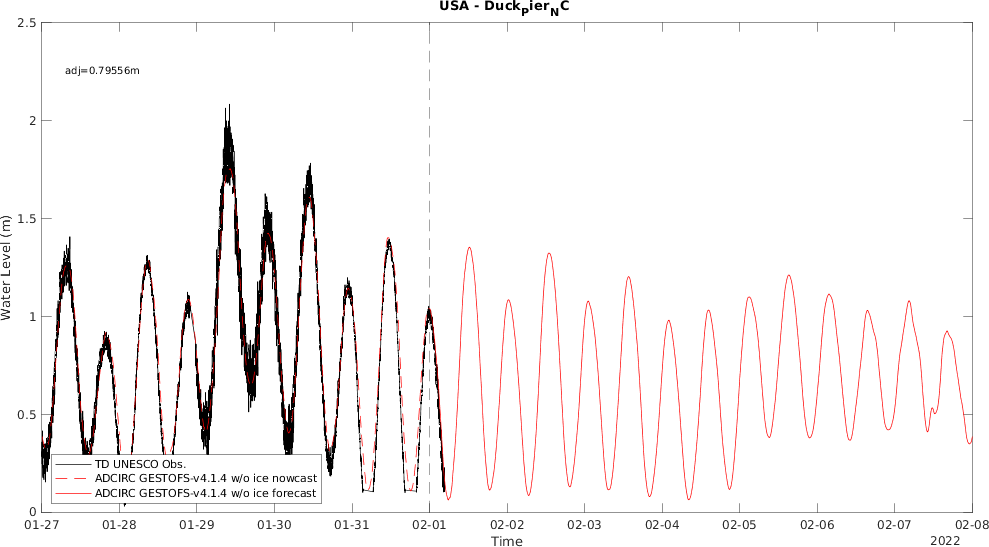 USA - DuckPierNC
2.5
adj=0.79556m
2
1.5
Water Level (m)
1
0.5
TD UNESCO Obs.
ADCIRC GESTOFS-v4.1.4 w/o ice nowcast
ADCIRC GESTOFS-v4.1.4 w/o ice forecast
0
01-27 01-28 01-29 01-30 01-31 02-01 02-02 02-03 02-04 02-05 02-06 02-07 02-08
Time
2022